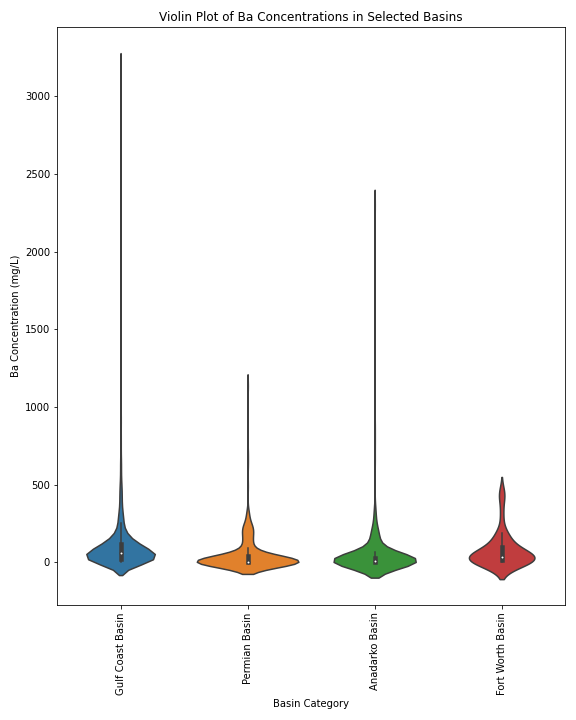 Violin Plot of Ba Concentrations in Selected Basins
Ba Concentration (mg/L)
3000
2500
2000
1500
1000
500
0
Gulf Coast Basin
Permian Basin
Anadarko Basin
Fort Worth Basin
Basin Category